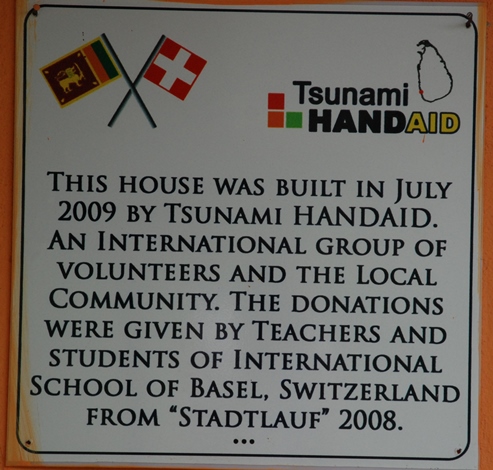 Tsunami
HANDAID
THIS HOUSE WAS BUILT IN JULY
2009 BY TSUNAMI HANDAID.
AN INTERNATIONAL GROUP OF
VOLUNTEERS AND THE LOCAL
COMMUNITY. THE DONATIONS
WERE GIVEN BY TEACHERS AND
STUDENTS OF INTERNATIONAL
SCHOOL OF BASEL, SWITZERLAND
FROM “STADTLAUF” 2008.
...